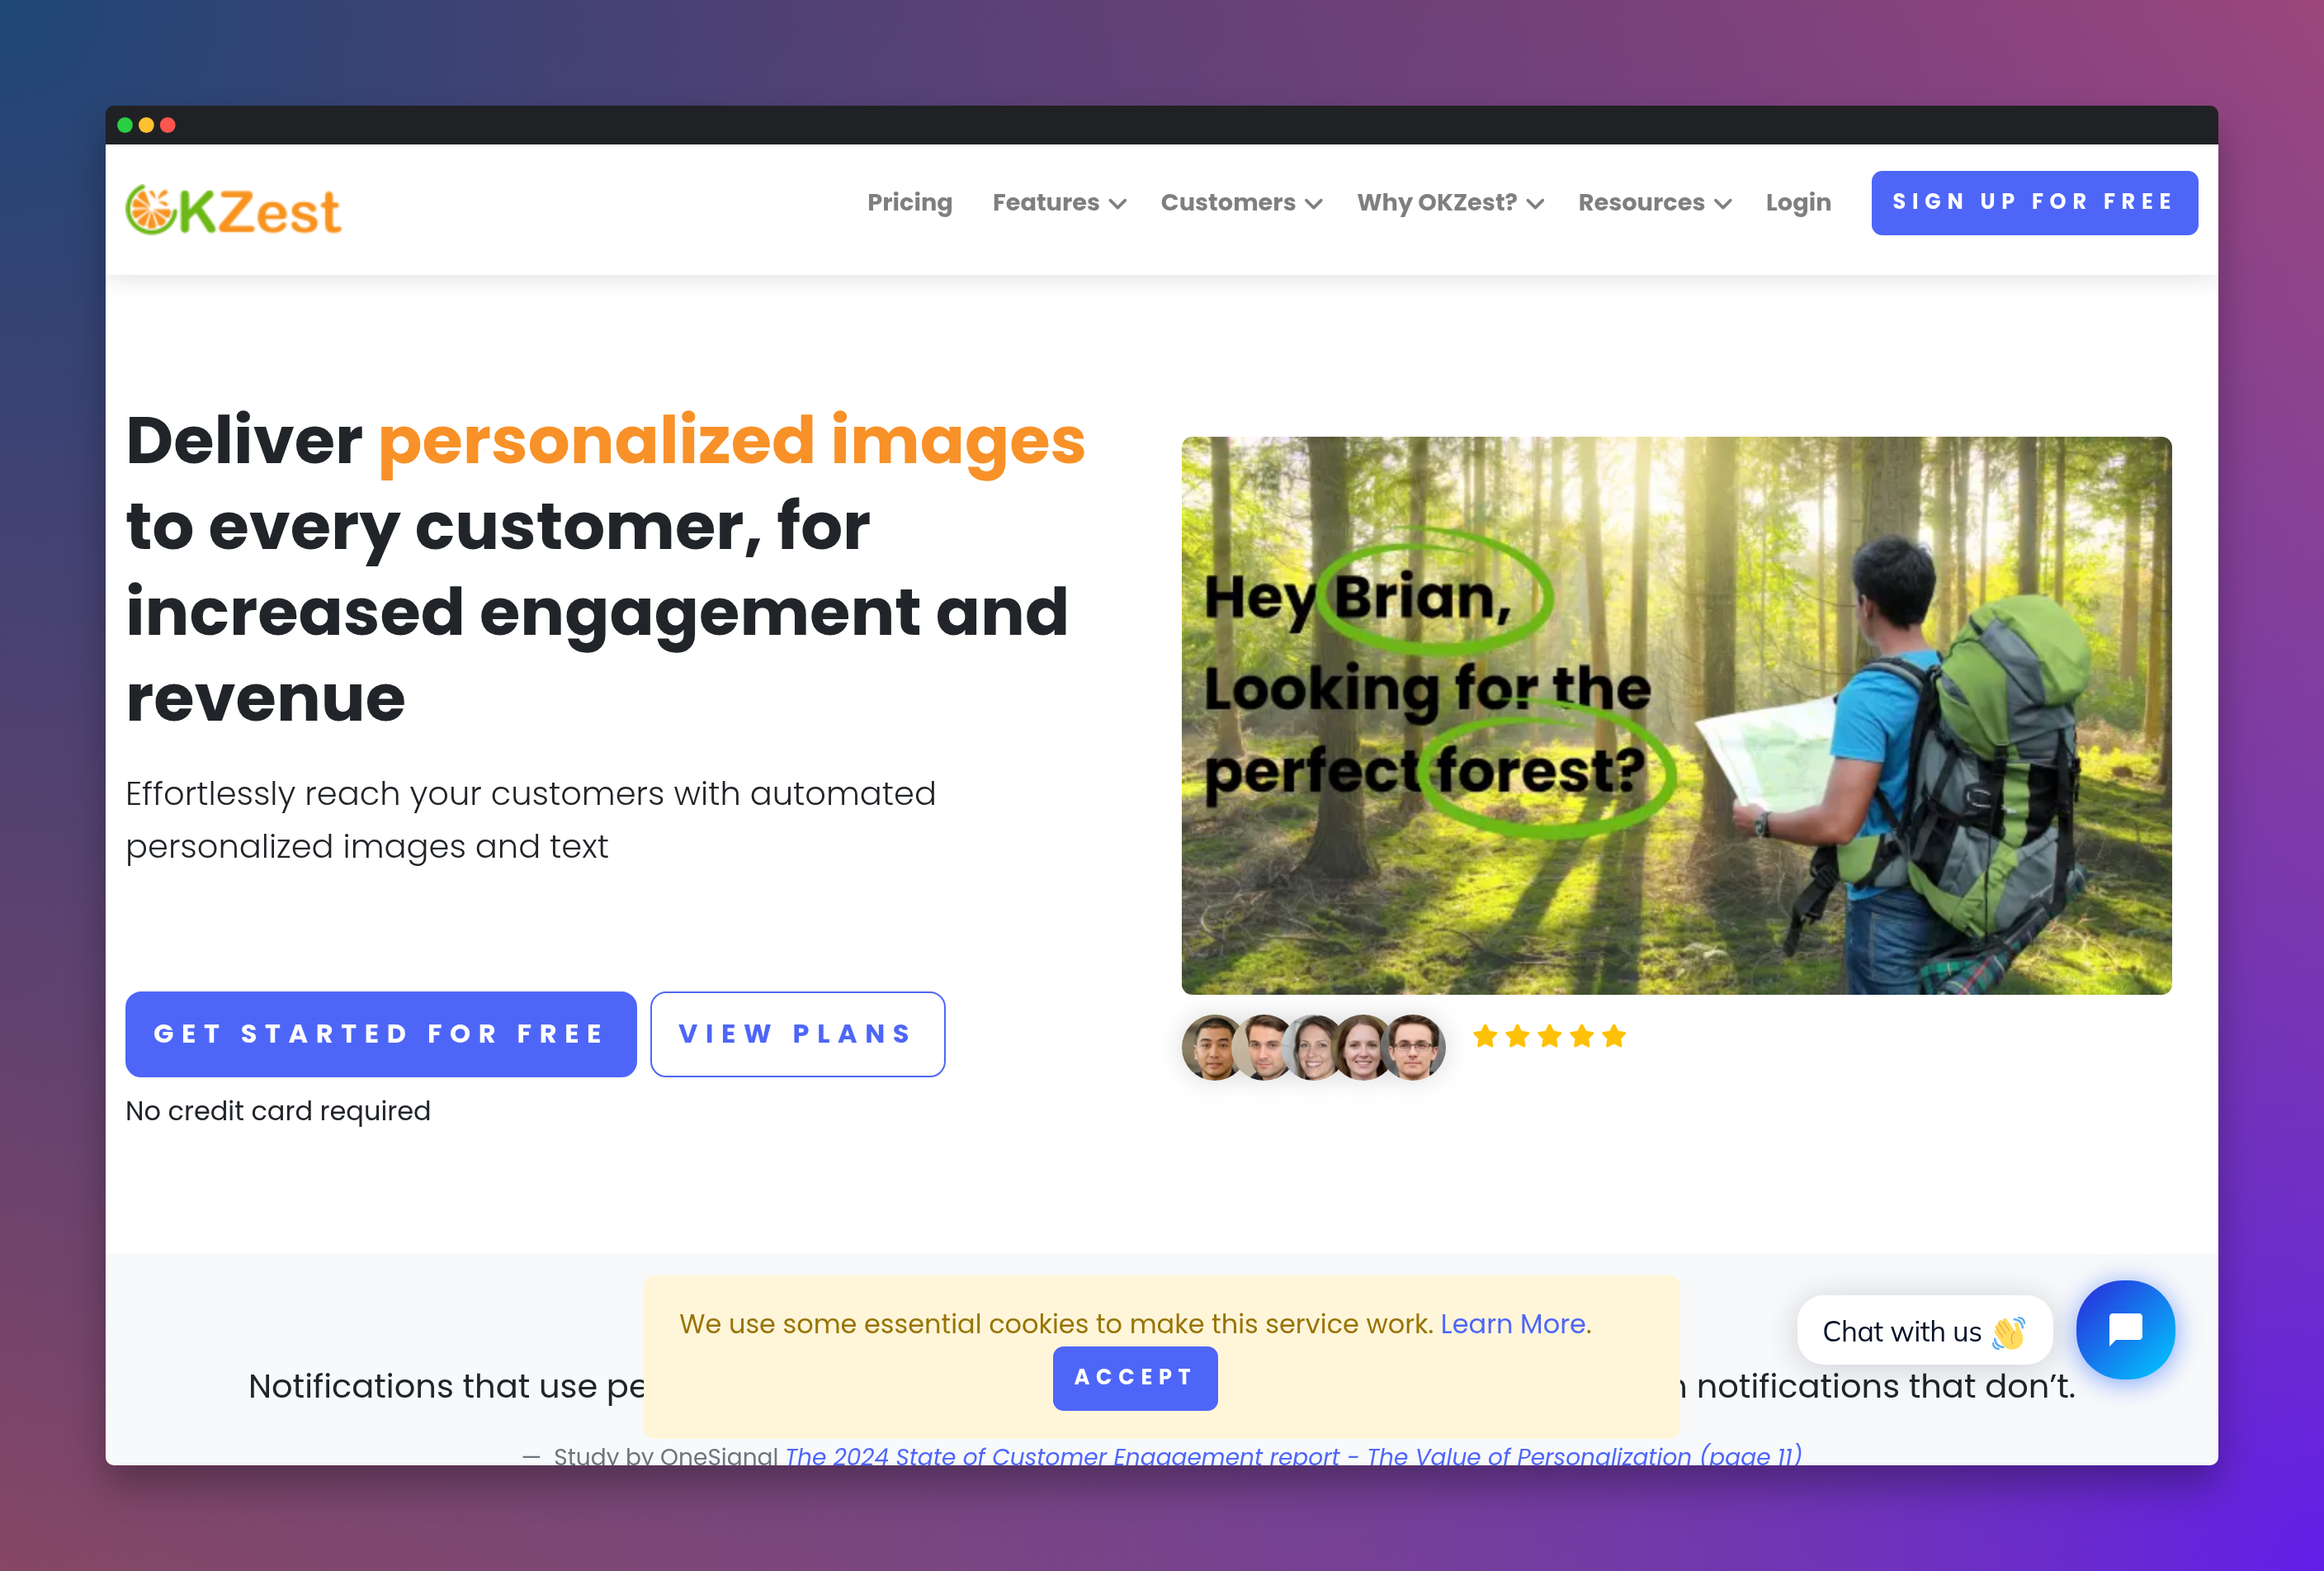 OKZest
Pricing
Features
Customers
Why OKZest?
Resources
Login
SIGN UP FOR FREE
Deliver personalized images
to every customer, for
increased engagement and
revenue
Effortlessly reach your customers with automated
personalized images and text
GET STARTED FOR FREE
VIEW PLANS
No credit card required
Hey Brian,
Looking for the
perfect forest?
We use some essential cookies to make this service work. Learn More.
ACCEPT
Chat with us 👋
Notifications that use notifications that don’t.
— Study by OneSignal The 2024 State of Customer Engagement report - The Value of Personalization (page 11)